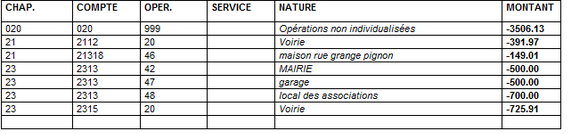 CHAP. COMPTE OPER. SERVICE NATURE MONTANT
020 020 999 Opérations non individualisées -3506.13
21 2112 20 Voirie -391.97
21 21318 46 maison rue grange pignon -149.01
23 2313 42 MAIRIE -500.00
23 2313 47 garage -500.00
23 2313 48 local des associations -700.00
23 2315 20 Voirie -725.91